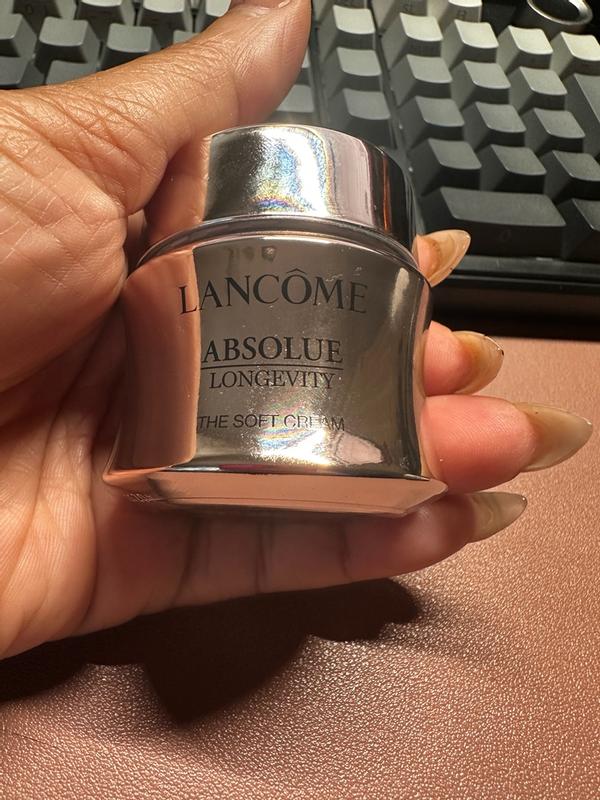 LANCÔME
ABSOLUE
LONGEVITY
THE SOFT CREAM